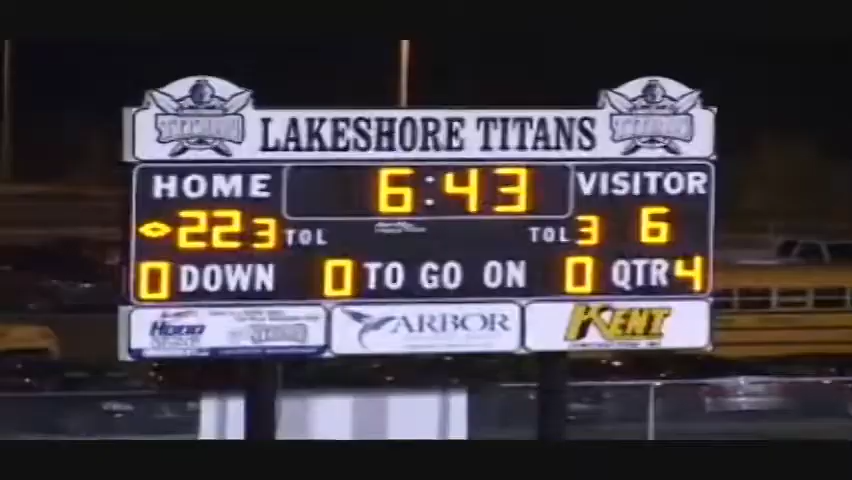 LAKESHORE TITANS
HOME 6:43 VISITOR
22 3 TOL TOL 3 6
0 DOWN 0 TO GO ON 0 QTR 4
ARBOR KENT